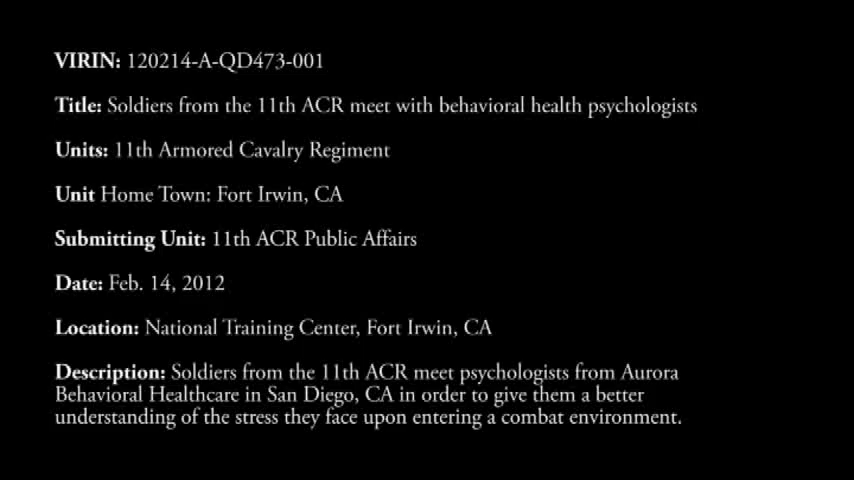 VIRIN: 120214-A-QD473-001
Title: Soldiers from the 11th ACR meet with behavioral health psychologists
Units: 11th Armored Cavalry Regiment
Unit Home Town: Fort Irwin, CA
Submitting Unit: 11th ACR Public Affairs
Date: Feb. 14, 2012
Location: National Training Center, Fort Irwin, CA
Description: Soldiers from the 11th ACR meet psychologists from Aurora
Behavioral Healthcare in San Diego, CA in order to give them a better
understanding of the stress they face upon entering a combat environment.